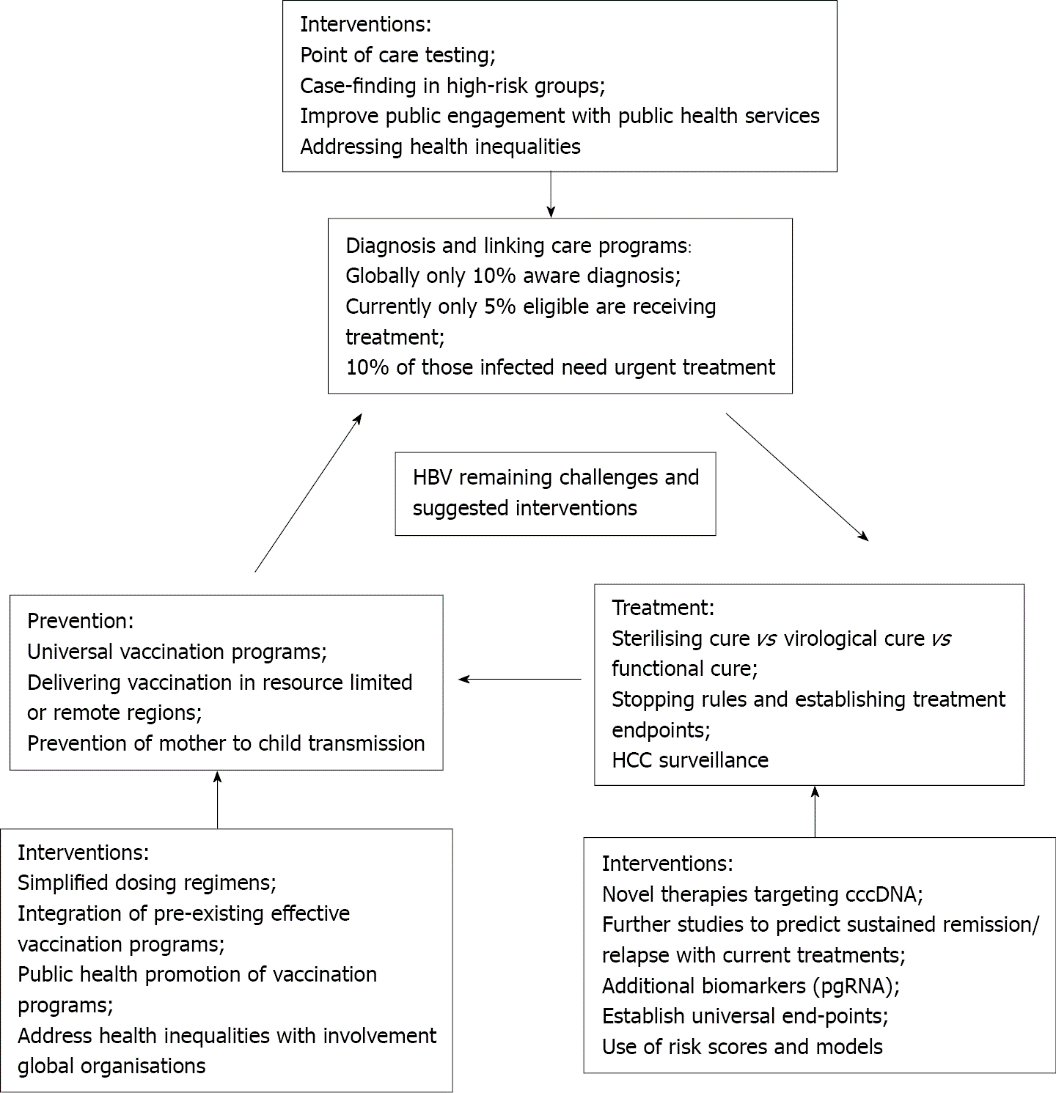 Interventions:
Point of care testing;
Case-finding in high-risk groups;
Improve public engagement with public health services
Addressing health inequalities
Diagnosis and linking care programs:
Globally only 10% aware diagnosis;
Currently only 5% eligible are receiving
treatment;
10% of those infected need urgent treatment
HBV remaining challenges and
suggested interventions
Prevention:
Universal vaccination programs;
Delivering vaccination in resource limited
or remote regions;
Prevention of mother to child transmission
Treatment:
Sterilising cure vs virological cure vs
functional cure;
Stopping rules and establishing treatment
endpoints;
HCC surveillance
Interventions:
Simplified dosing regimens;
Integration of pre-existing effective
vaccination programs;
Public health promotion of vaccination
programs;
Address health inequalities with involvement
global organisations
Interventions:
Novel therapies targeting cccDNA;
Further studies to predict sustained remission/
relapse with current treatments;
Additional biomarkers (pgRNA);
Establish universal end-points;
Use of risk scores and models